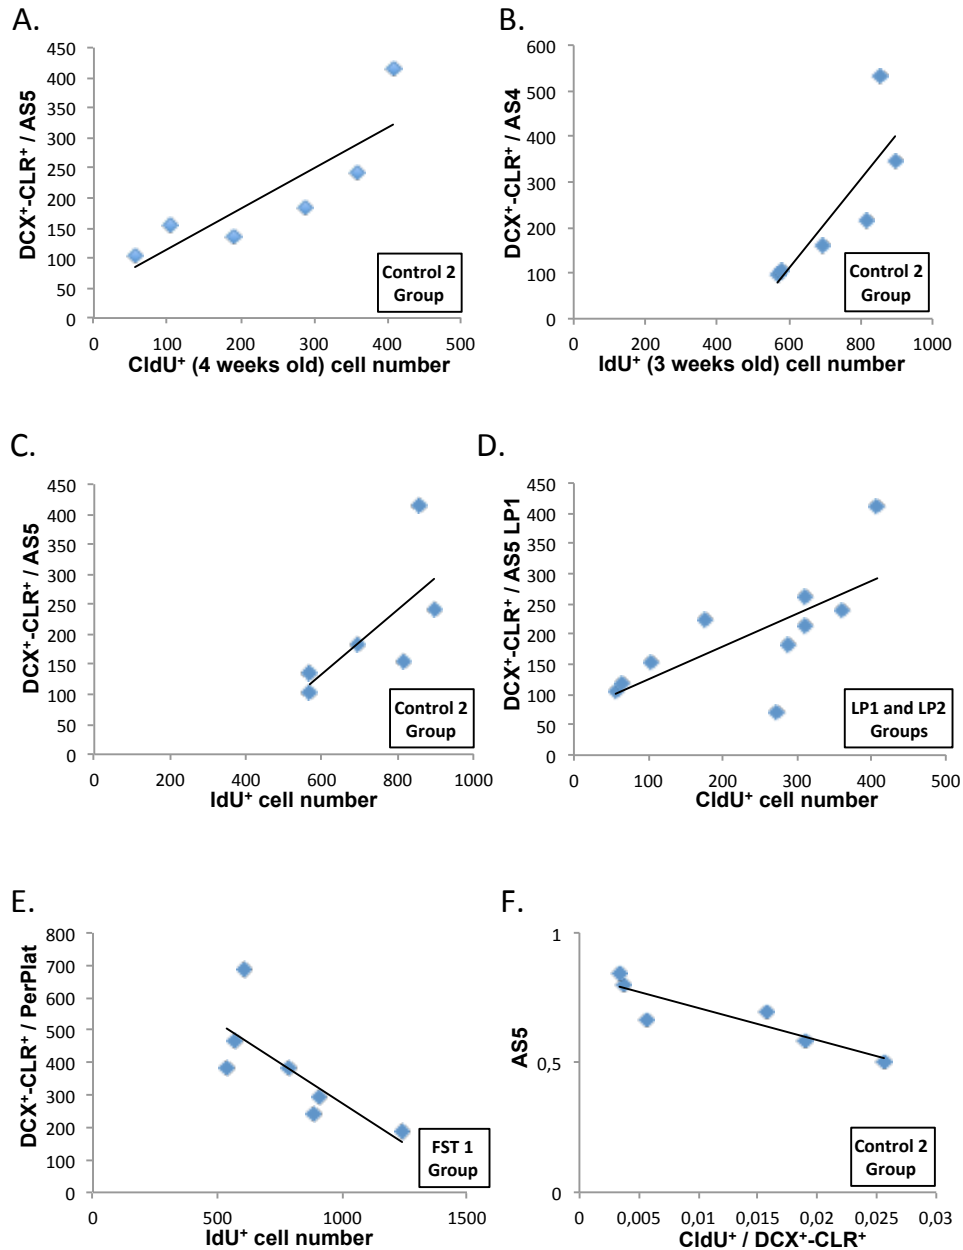 A.
DCX⁺-CLR⁺ / AS5
450
400
350
300
250
200
150
100
50
0
0 100 200 300 400 500
CldU⁺ (4 weeks old) cell number
Control 2
Group
B.
DCX⁺-CLR⁺ / AS4
600
500
400
300
200
100
0
0 200 400 600 800 1000
IdU⁺ (3 weeks old) cell number
Control 2
Group
C.
DCX⁺-CLR⁺ / AS5
450
400
350
300
250
200
150
100
50
0
0 200 400 600 800 1000
IdU⁺ cell number
Control 2
Group
D.
DCX⁺-CLR⁺ / AS5 LP1
450
400
350
300
250
200
150
100
50
0
0 100 200 300 400 500
CldU⁺ cell number
LP1 and LP2
Groups
E.
DCX⁺-CLR⁺ / PerPlat
800
700
600
500
400
300
200
100
0
0 500 1000 1500
IdU⁺ cell number
FST 1
Group
F.
AS5
1
0,5
0
0 0,005 0,01 0,015 0,02 0,025 0,03
CldU⁺ / DCX⁺-CLR⁺
Control 2
Group